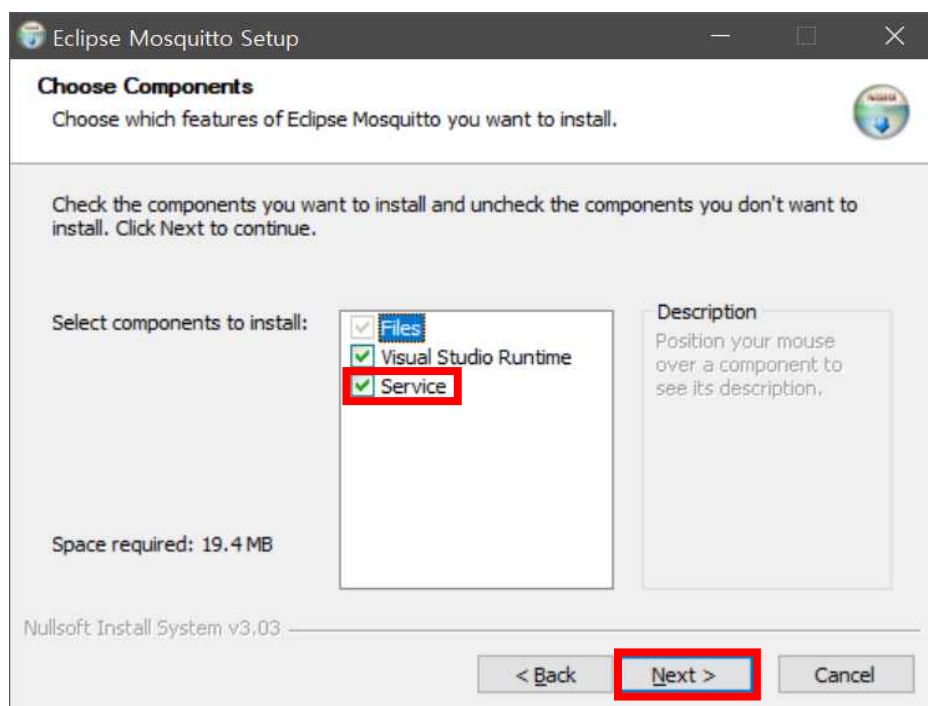 Eclipse Mosquitto Setup
Choose Components
Choose which features of Eclipse Mosquitto you want to install.
Check the components you want to install and uncheck the components you don't want to
install. Click Next to continue.
Select components to install:
Files
Visual Studio Runtime
Service
Description
Position your mouse
over a component to
see its description.
Space required: 19.4 MB
Nullsoft Install System v3.03
< Back
Next >
Cancel